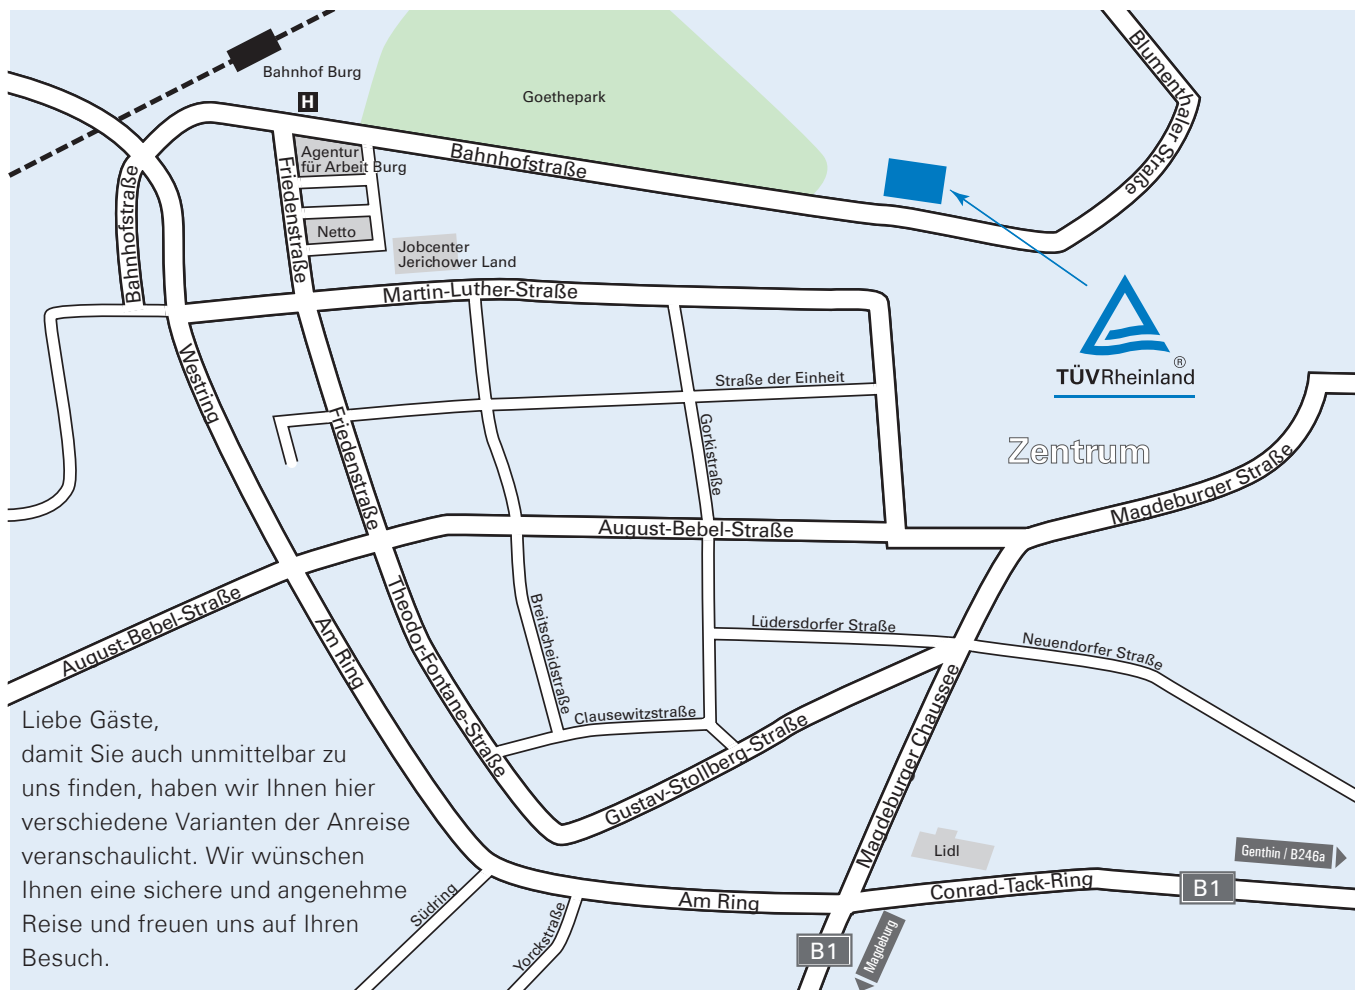 Bahnhof Burg
H
Goethepark
Blumenthaler Straße
Agentur
für Arbeit Burg
Bahnhofstraße
Bahnhofstraße
Friedenstraße
Netto
Jobcenter
Jerichower Land
Martin-Luther-Straße
TÜVRheinland
®
Westring
Straße der Einheit
Friedenstraße
Gorkistraße
Zentrum
Magdeburger Straße
August-Bebel-Straße
August-Bebel-Straße
Am Ring
Theodor-Fontane-Straße
Breitscheidstraße
Lüdersdorfer Straße
Neuendorfer Straße
Clausewitzstraße
Gustav-Stollberg-Straße
Magdeburger Chaussee
Liebe Gäste,
damit Sie auch unmittelbar zu
uns finden, haben wir Ihnen hier
verschiedene Varianten der Anreise
veranschaulicht. Wir wünschen
Ihnen eine sichere und angenehme
Reise und freuen uns auf Ihren
Besuch.
Lidl
Genthin / B246a
Südring
Yorckstraße
Am Ring
Conrad-Tack-Ring
B1
B1
Magdeburg